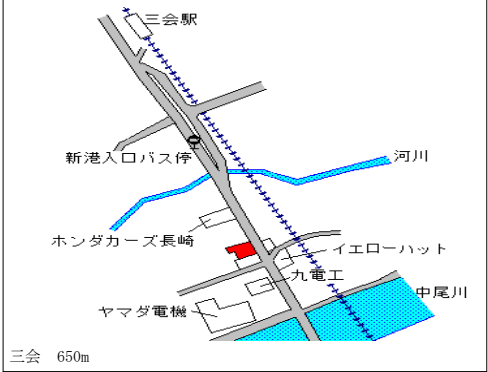 三会駅
新港入口バス停
河川
ホンダカーズ長崎
イエローハット
九電工
中尾川
ヤマダ電機
三会 650m